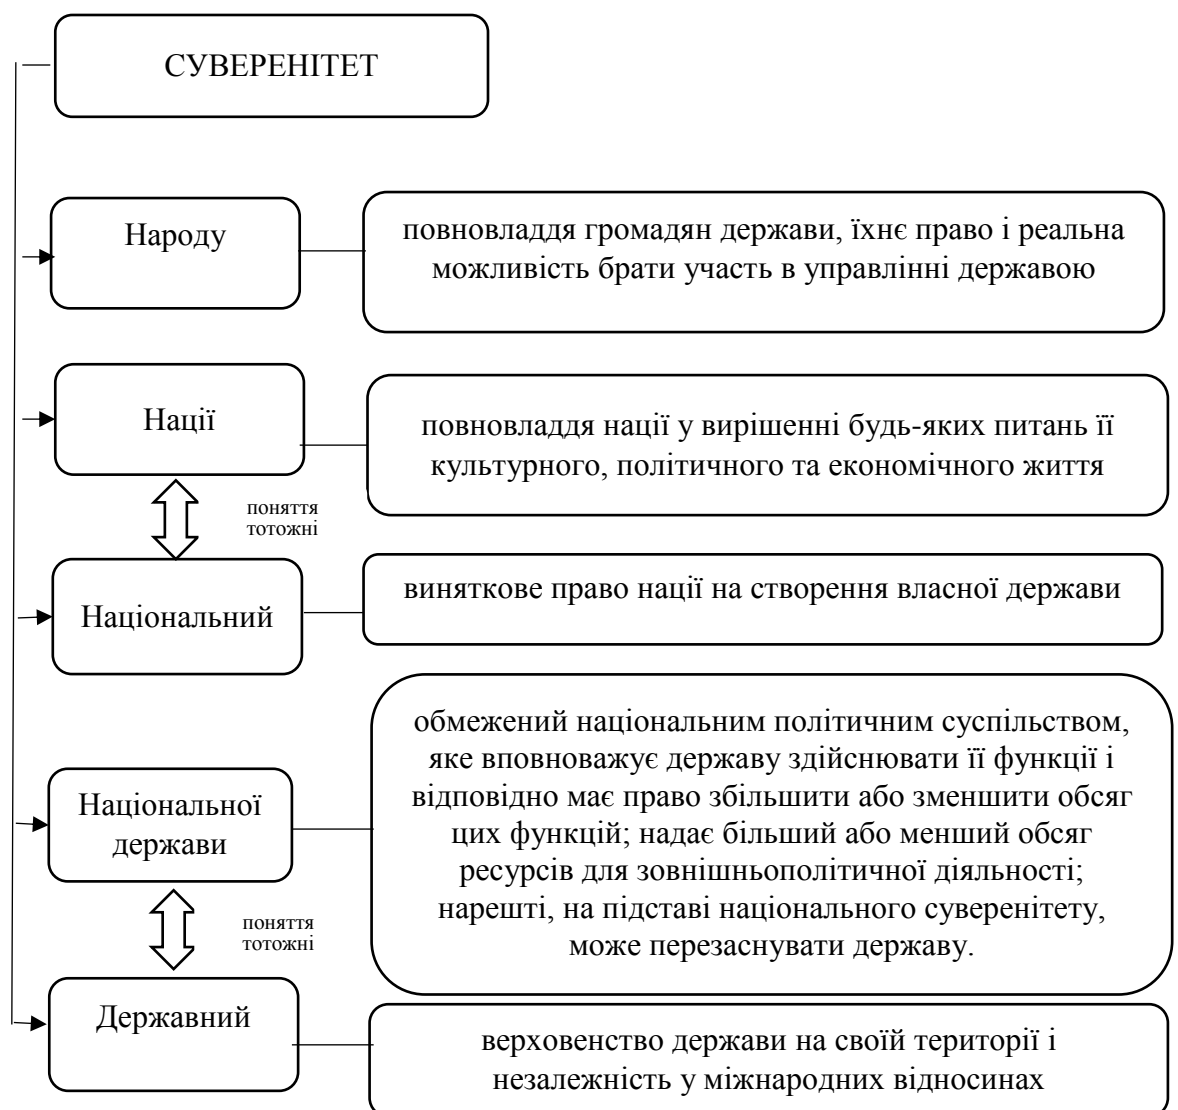 СУВЕРЕНІТЕТ
Народу
повновладдя громадян держави, їхнє право і реальна
можливість брати участь в управлінні державою
Нації
повновладдя нації у вирішенні будь-яких питань її
культурного, політичного та економічного життя
поняття
тотожні
Національний
виняткове право нації на створення власної держави
Національної
держави
обмежений національним політичним суспільством,
яке вповноважує державу здійснювати її функції і
відповідно має право збільшити або зменшити обсяг
цих функцій; надає більший або менший обсяг
ресурсів для зовнішньополітичної діяльності;
нарешті, на підставі національного суверенітету,
може перезаснувати державу.
поняття
тотожні
Державний
верховенство держави на своїй території і
незалежність у міжнародних відносинах